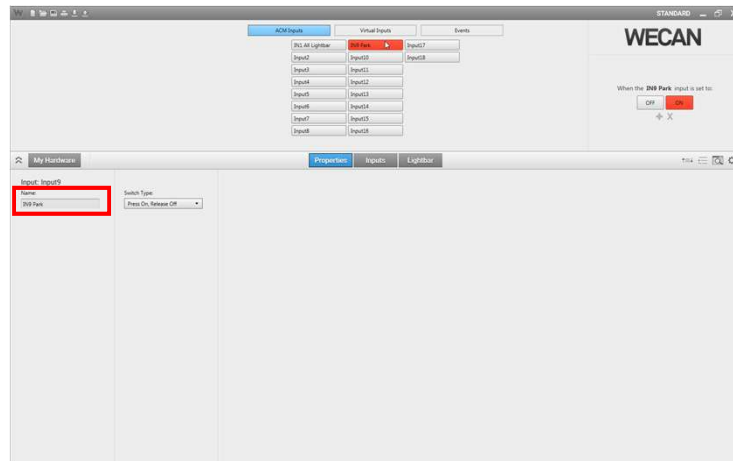 W
STANDARD
ACM Inputs Virtual Inputs Events
WECAN
IN1 All Lightbar IN9 Park Input17
Input2 Input10 Input18
Input3 Input11
Input4 Input12
Input5 Input13
Input6 Input14
Input7 Input15
Input8 Input16
When the IN9 Park input is set to:
OFF ON
My Hardware
Properties Inputs Lightbar
Input: Input9
Name:
Switch Type:
IN9 Park
Press On, Release Off